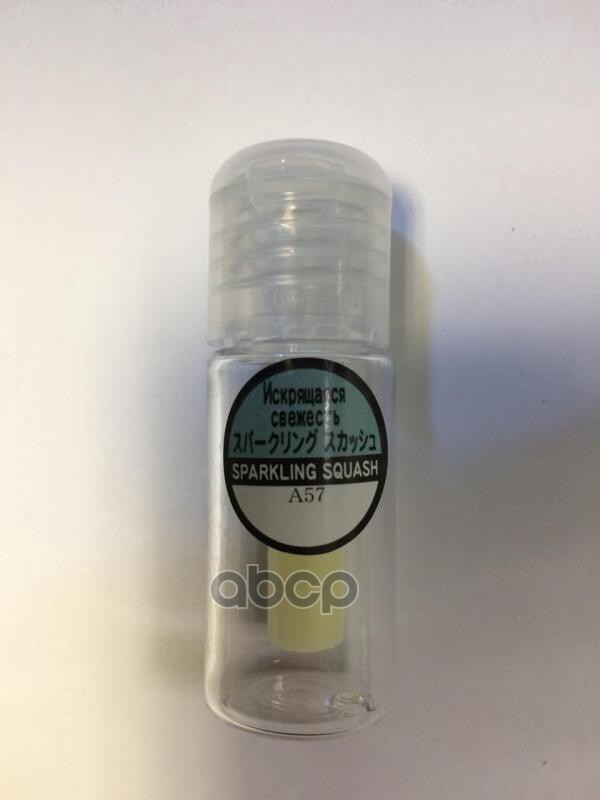 Искрящаяся
свежесть
スパークリング スカッシュ
SPARKLING SQUASH
A57
abcp